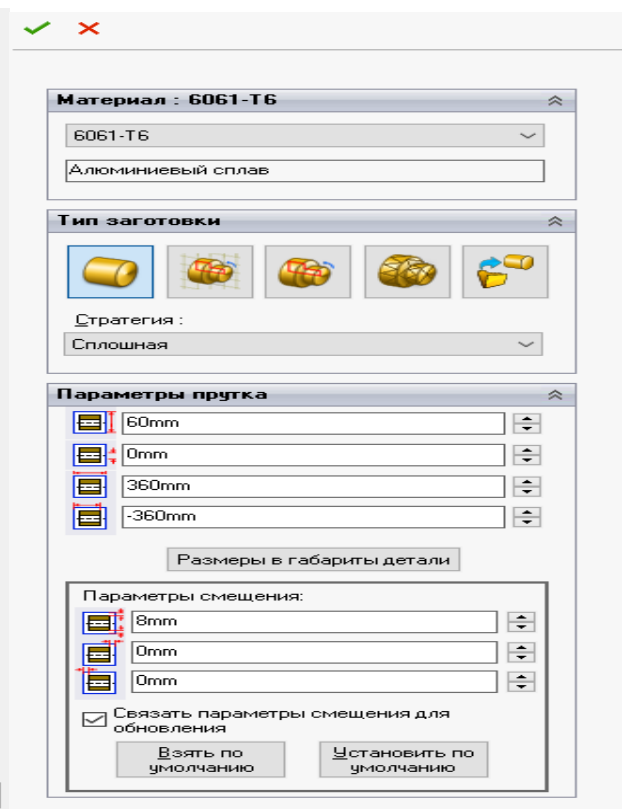 Материал : 6061-T6
6061-T6
Алюминиевый сплав
Тип заготовки
Стратегия :
Сплошная
Параметры прутка
60mm
0mm
360mm
-360mm
Размеры в габариты детали
Параметры смещения:
8mm
0mm
0mm
Связать параметры смещения для
обновления
Взять по
умолчанию
Установить по
умолчанию